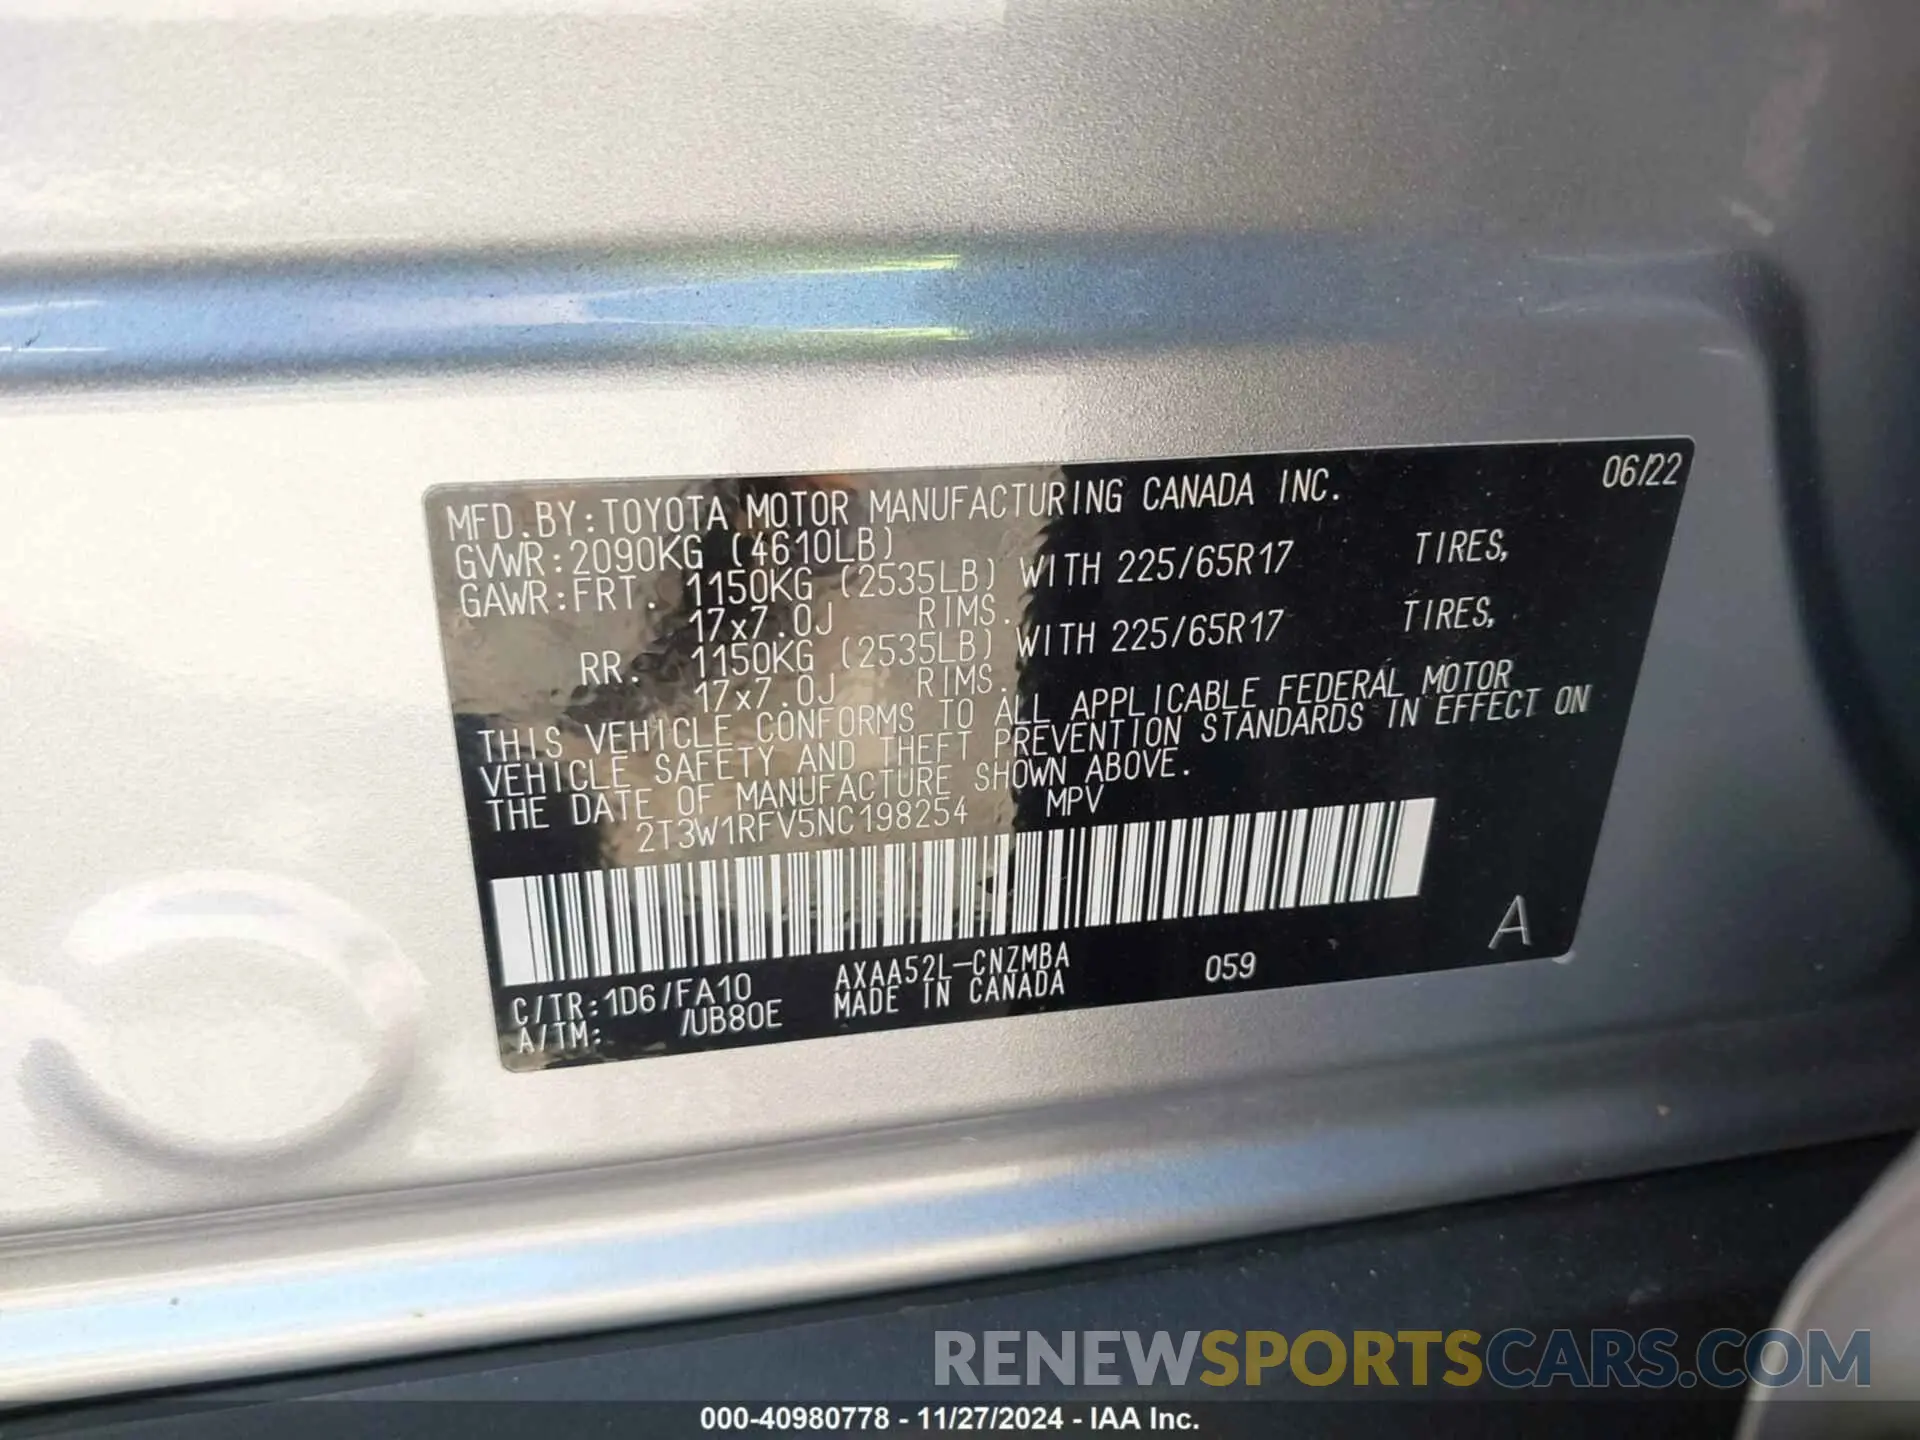 MFD.BY:TOYOTA MOTOR MANUFACTURING CANADA INC. 06/22
GVWR:2090KG (4610LB)
GAWR:FRT. 1150KG (2535LB) WITH 225/65R17 TIRES,
17x7.0J RIMS.
RR. 1150KG (2535LB) WITH 225/65R17 TIRES,
17x7.0J RIMS.
THIS VEHICLE CONFORMS TO ALL APPLICABLE FEDERAL MOTOR
VEHICLE SAFETY AND THEFT PREVENTION STANDARDS IN EFFECT ON
THE DATE OF MANUFACTURE SHOWN ABOVE.
2T3W1RFV5NC198254 MPV
A
C/TR:1D6/FA10 AXAA52L-CNZMBA 059
A/TM: /UB80E MADE IN CANADA
RENEWSPORTSCARS.COM
000-40980778 - 11/27/2024 - IAA Inc.